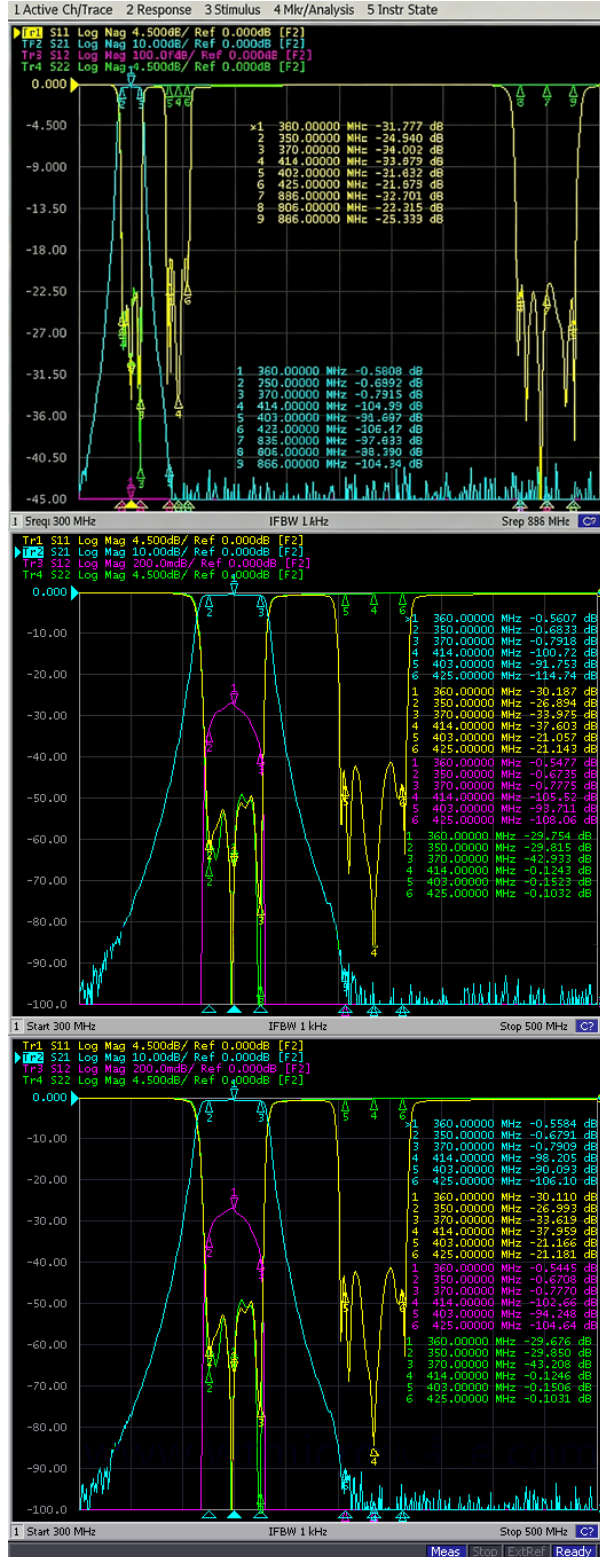 1 Active Ch/Trace 2 Response 3 Stimulus 4 Mkr/Analysis 5 Instr State
Tr1 S11 Log Nag 4.500dB/ Ref 0.000dB [F2]
TF2 S21 Log Nag 10.00dB/ Ref 0.000dB [F2]
Tr3 S12 Log Nag 100.0fdB/ Ref 0.000dB [F2]
Tr4 S22 Log Nag 4.500dB/ Ref 0.000dB [F2]
0.000
-4.500
-9.000
-13.50
-18.00
-22.50
-27.00
-31.50
-36.00
-40.50
-45.00
>1 360.00000 MHz -31.777 dB
2 350.00000 MHz -24.940 dB
3 370.00000 MHz -34.002 dB
4 414.00000 MHz -33.979 dB
5 402.00000 MHz -21.632 dB
6 425.00000 MHz -21.673 dB
7 886.00000 MHz -22.701 dB
8 806.00000 MHz -22.315 dB
9 886.00000 MHz -25.339 dB
1 360.00000 MHz -0.5808 dB
2 250.00000 MHz -0.6992 dB
3 370.00000 MHz -0.7915 dB
4 414.00000 MHz -104.99 dB
5 403.00000 MHz -91.697 dB
6 422.00000 MHz -106.47 dB
7 835.00000 MHz -97.933 dB
8 606.00000 MHz -98.390 dB
9 866.00000 MHz -104.34 dB
1 Sreqı 300 MHz IFBW 1 kHz Srep 886 MHz C?
Tr1 S11 Log Mag 4.500dB/ Ref 0.000dB [F2]
Tr2 S21 Log Mag 10.00dB/ Ref 0.000dB [F2]
Tr3 S12 Log Mag 200.0mdB/ Ref 0.000dB [F2]
Tr4 S22 Log Mag 4.500dB/ Ref 0.000dB [F2]
0.000
-10.00
-20.00
-30.00
-40.00
-50.00
-60.00
-70.00
-80.00
-90.00
-100.0
>1 360.00000 MHz -0.5607 dB
2 350.00000 MHz -0.6833 dB
3 370.00000 MHz -0.7918 dB
4 414.00000 MHz -100.72 dB
5 403.00000 MHz -91.753 dB
6 425.00000 MHz -114.74 dB
1 360.00000 MHz -30.187 dB
2 350.00000 MHz -26.894 dB
3 370.00000 MHz -33.975 dB
4 414.00000 MHz -37.603 dB
5 403.00000 MHz -21.057 dB
6 425.00000 MHz -21.143 dB
1 360.00000 MHz -0.5477 dB
2 350.00000 MHz -0.6735 dB
3 370.00000 MHz -0.7775 dB
4 414.00000 MHz -105.52 dB
5 403.00000 MHz -93.711 dB
6 425.00000 MHz -108.06 dB
1 360.00000 MHz -29.754 dB
2 350.00000 MHz -29.815 dB
3 370.00000 MHz -42.933 dB
4 414.00000 MHz -0.1243 dB
5 403.00000 MHz -0.1523 dB
6 425.00000 MHz -0.1032 dB
1 Start 300 MHz IFBW 1 kHz Stop 500 MHz C?
Tr1 S11 Log Mag 4.500dB/ Ref 0.000dB [F2]
Tr2 S21 Log Mag 10.00dB/ Ref 0.000dB [F2]
Tr3 S12 Log Mag 200.0mdB/ Ref 0.000dB [F2]
Tr4 S22 Log Mag 4.500dB/ Ref 0.000dB [F2]
0.000
-10.00
-20.00
-30.00
-40.00
-50.00
-60.00
-70.00
-80.00
-90.00
-100.0
>1 360.00000 MHz -0.5584 dB
2 350.00000 MHz -0.6791 dB
3 370.00000 MHz -0.7909 dB
4 414.00000 MHz -98.205 dB
5 403.00000 MHz -90.093 dB
6 425.00000 MHz -106.10 dB
1 360.00000 MHz -30.110 dB
2 350.00000 MHz -26.993 dB
3 370.00000 MHz -33.619 dB
4 414.00000 MHz -37.959 dB
5 403.00000 MHz -21.166 dB
6 425.00000 MHz -21.181 dB
1 360.00000 MHz -0.5445 dB
2 350.00000 MHz -0.6708 dB
3 370.00000 MHz -0.7770 dB
4 414.00000 MHz -102.66 dB
5 403.00000 MHz -94.248 dB
6 425.00000 MHz -104.64 dB
1 360.00000 MHz -29.676 dB
2 350.00000 MHz -29.850 dB
3 370.00000 MHz -43.208 dB
4 414.00000 MHz -0.1246 dB
5 403.00000 MHz -0.1506 dB
6 425.00000 MHz -0.1031 dB
1 Start 300 MHz IFBW 1 kHz Stop 500 MHz C?
Meas Stop ExtRef Ready